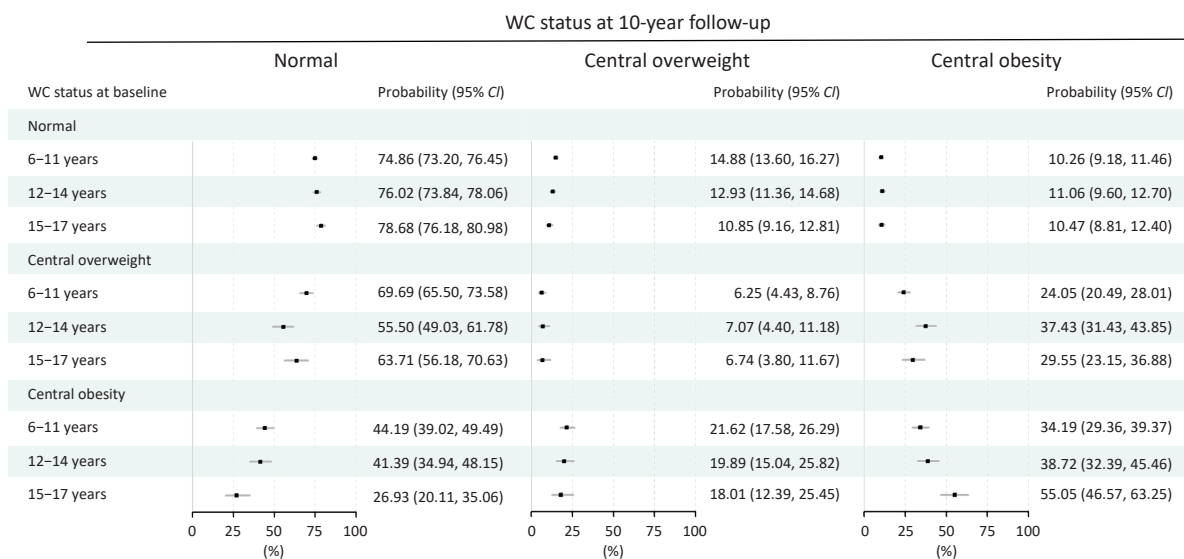 WC status at 10-year follow-up
Normal Central overweight Central obesity
WC status at baseline Probability (95% CI) Probability (95% CI) Probability (95% CI)
Normal
6−11 years 74.86 (73.20, 76.45) 14.88 (13.60, 16.27) 10.26 (9.18, 11.46)
12−14 years 76.02 (73.84, 78.06) 12.93 (11.36, 14.68) 11.06 (9.60, 12.70)
15−17 years 78.68 (76.18, 80.98) 10.85 (9.16, 12.81) 10.47 (8.81, 12.40)
Central overweight
6−11 years 69.69 (65.50, 73.58) 6.25 (4.43, 8.76) 24.05 (20.49, 28.01)
12−14 years 55.50 (49.03, 61.78) 7.07 (4.40, 11.18) 37.43 (31.43, 43.85)
15−17 years 63.71 (56.18, 70.63) 6.74 (3.80, 11.67) 29.55 (23.15, 36.88)
Central obesity
6−11 years 44.19 (39.02, 49.49) 21.62 (17.58, 26.29) 34.19 (29.36, 39.37)
12−14 years 41.39 (34.94, 48.15) 19.89 (15.04, 25.82) 38.72 (32.39, 45.46)
15−17 years 26.93 (20.11, 35.06) 18.01 (12.39, 25.45) 55.05 (46.57, 63.25)
0 25 50 75 100 0 25 50 75 100 0 25 50 75 100
(%) (%) (%)